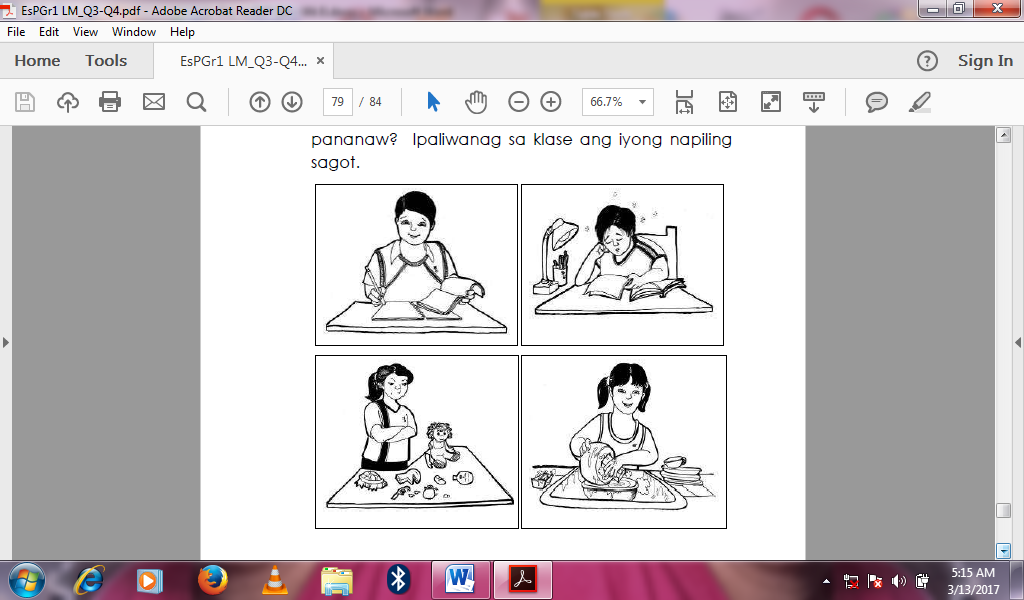 EsPGr1 LM_Q3-Q4.pdf - Adobe Acrobat Reader DC
File Edit View Window Help
Home Tools EsPGr1 LM_Q3-Q4... × Sign In
79 / 84 66.7%
pananaw? Ipaliwanag sa klase ang iyong napiling
sagot.
5:15 AM
3/13/2017